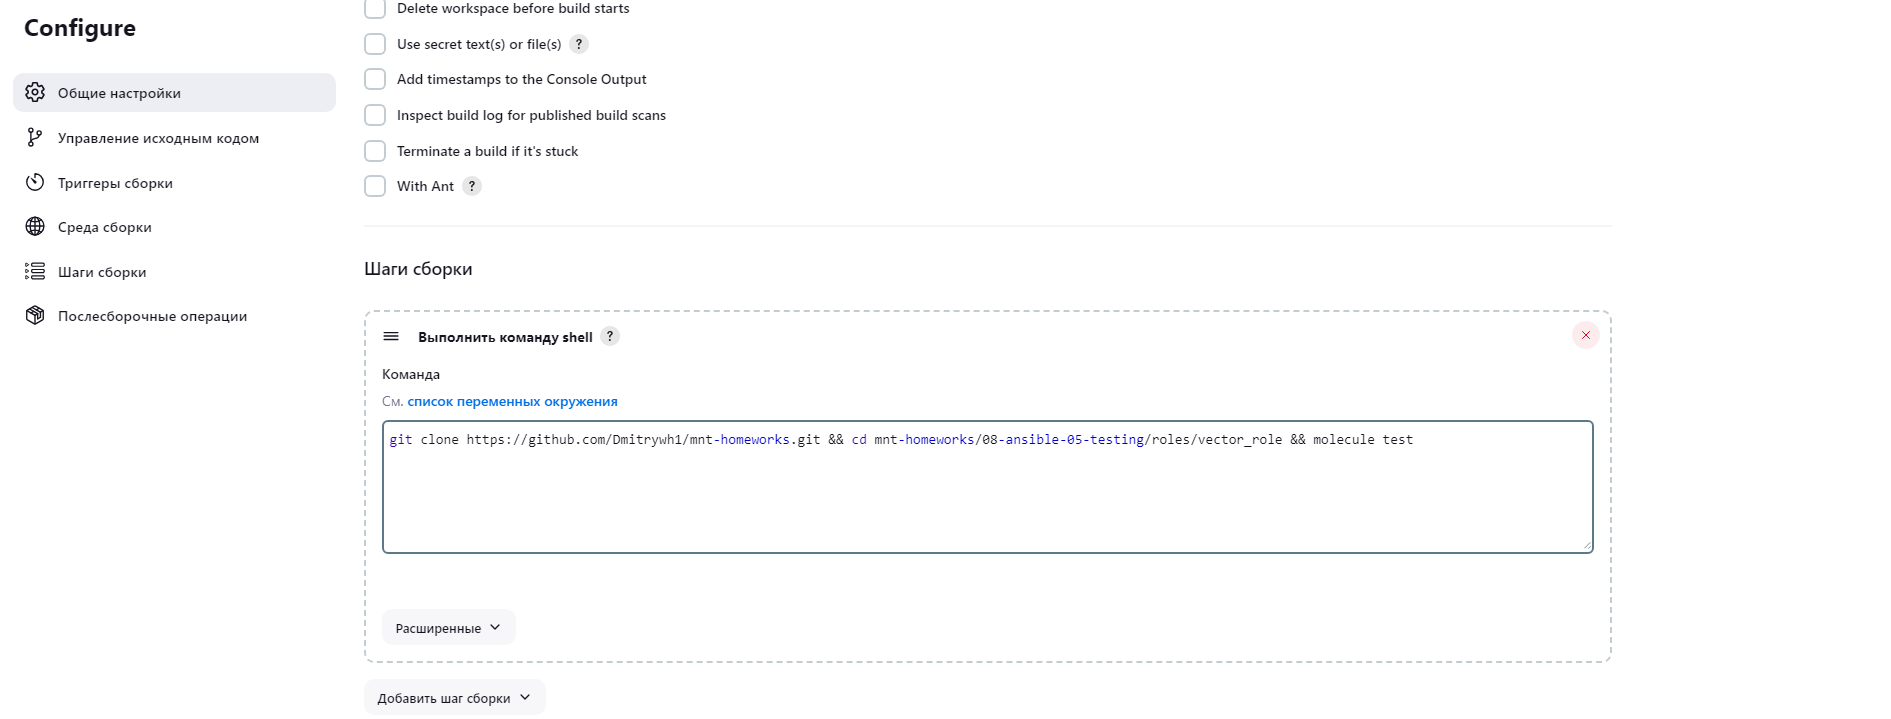 Configure
Общие настройки
Управление исходным кодом
Триггеры сборки
Среда сборки
Шаги сборки
Послесборочные операции
Delete workspace before build starts
Use secret text(s) or file(s) ?
Add timestamps to the Console Output
Inspect build log for published build scans
Terminate a build if it's stuck
With Ant ?
Шаги сборки
Выполнить команду shell ?
Команда
См. список переменных окружения
git clone https://github.com/Dmitrywh1/mnt-homeworks.git && cd mnt-homeworks/08-ansible-05-testing/roles/vector_role && molecule test
Расширенные
Добавить шаг сборки